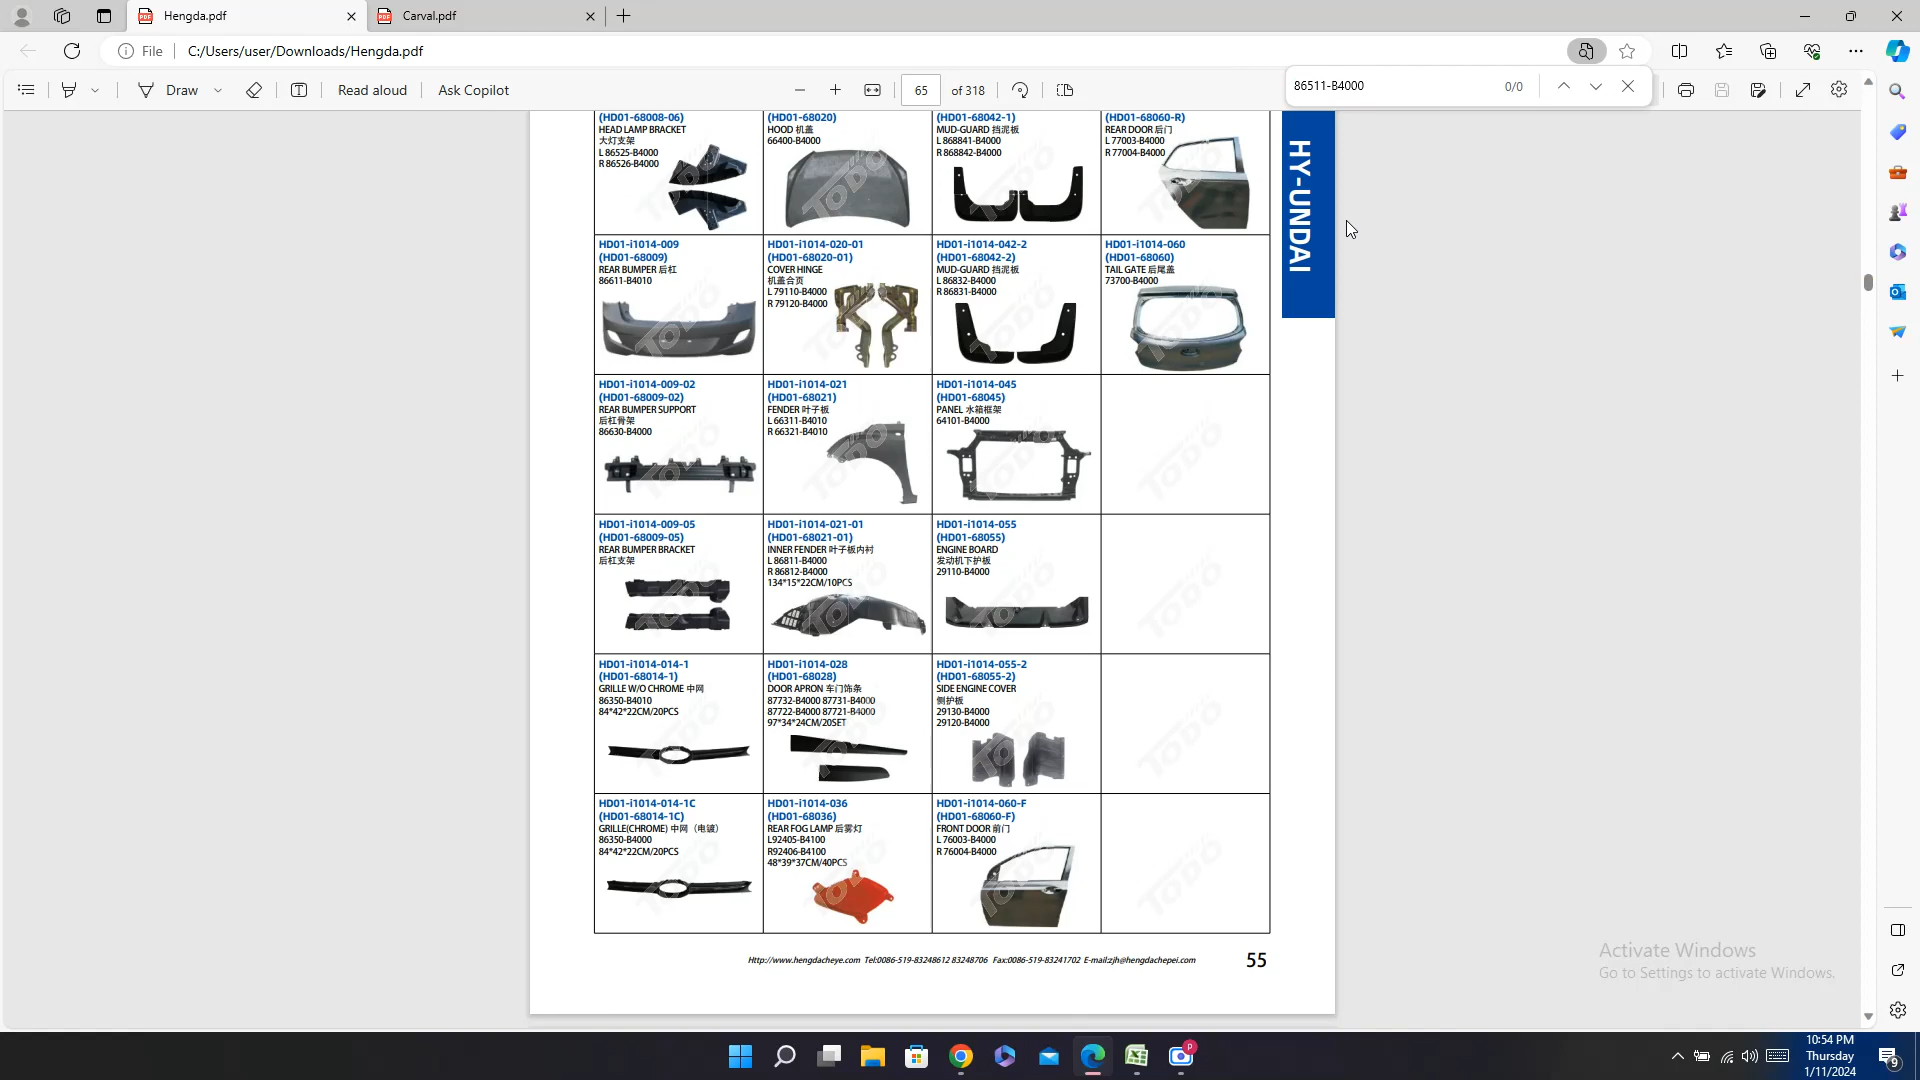 Hengda.pdf
Carval.pdf
File
C:/Users/user/Downloads/Hengda.pdf
86511-B4000
0/0
Draw
Read aloud
Ask Copilot
65
of 318
(HD01-68008-06)
HEAD LAMP BRACKET
大灯支架
L 86525-B4000
R 86526-B4000
(HD01-68020)
HOOD 机盖
66400-B4000
(HD01-68042-1)
MUD-GUARD 挡泥板
L 868841-B4000
R 868842-B4000
(HD01-68060-R)
REAR DOOR 后门
L 77003-B4000
R 77004-B4000
HY-UNDAI
HD01-i1014-009
(HD01-68009)
REAR BUMPER 后杠
86611-B4010
HD01-i1014-020-01
(HD01-68020-01)
COVER HINGE
机盖合页
L 79110-B4000
R 79120-B4000
HD01-i1014-042-2
(HD01-68042-2)
MUD-GUARD 挡泥板
L 86832-B4000
R 86831-B4000
HD01-i1014-060
(HD01-68060)
TAIL GATE 后尾盖
73700-B4000
HD01-i1014-009-02
(HD01-68009-02)
REAR BUMPER SUPPORT
后杠骨架
86630-B4000
HD01-i1014-021
(HD01-68021)
FENDER 叶子板
L 66311-B4010
R 66321-B4010
HD01-i1014-045
(HD01-68045)
PANEL 水箱框架
64101-B4000
HD01-i1014-009-05
(HD01-68009-05)
REAR BUMPER BRACKET
后杠支架
HD01-i1014-021-01
(HD01-68021-01)
INNER FENDER 叶子板内衬
L 86811-B4000
R 86812-B4000
134*15*22CM/10PCS
HD01-i1014-055
(HD01-68055)
ENGINE BOARD
发动机下护板
29110-B4000
HD01-i1014-014-1
(HD01-68014-1)
GRILLE W/O CHROME 中网
86350-B4010
84*42*22CM/20PCS
HD01-i1014-028
(HD01-68028)
DOOR APRON 车门饰条
87732-B4000 87731-B4000
87722-B4000 87721-B4000
97*34*24CM/20SET
HD01-i1014-055-2
(HD01-68055-2)
SIDE ENGINE COVER
侧护板
29130-B4000
29120-B4000
HD01-i1014-014-1C
(HD01-68014-1C)
GRILLE(CHROME) 中网（电镀）
86350-B4000
84*42*22CM/20PCS
HD01-i1014-036
(HD01-68036)
REAR FOG LAMP 后雾灯
L92405-B4100
R92406-B4100
48*39*37CM/40PCS
HD01-i1014-060-F
(HD01-68060-F)
FRONT DOOR 前门
L 76003-B4000
R 76004-B4000
Http://www.hengdacheye.com Tel:0086-519-83248612 83248706 Fax:0086-519-83241702 E-mail:zjh@hengdachepei.com
55
Activate Windows
Go to Settings to activate Windows.
10:54 PM
Thursday
1/11/2024
9